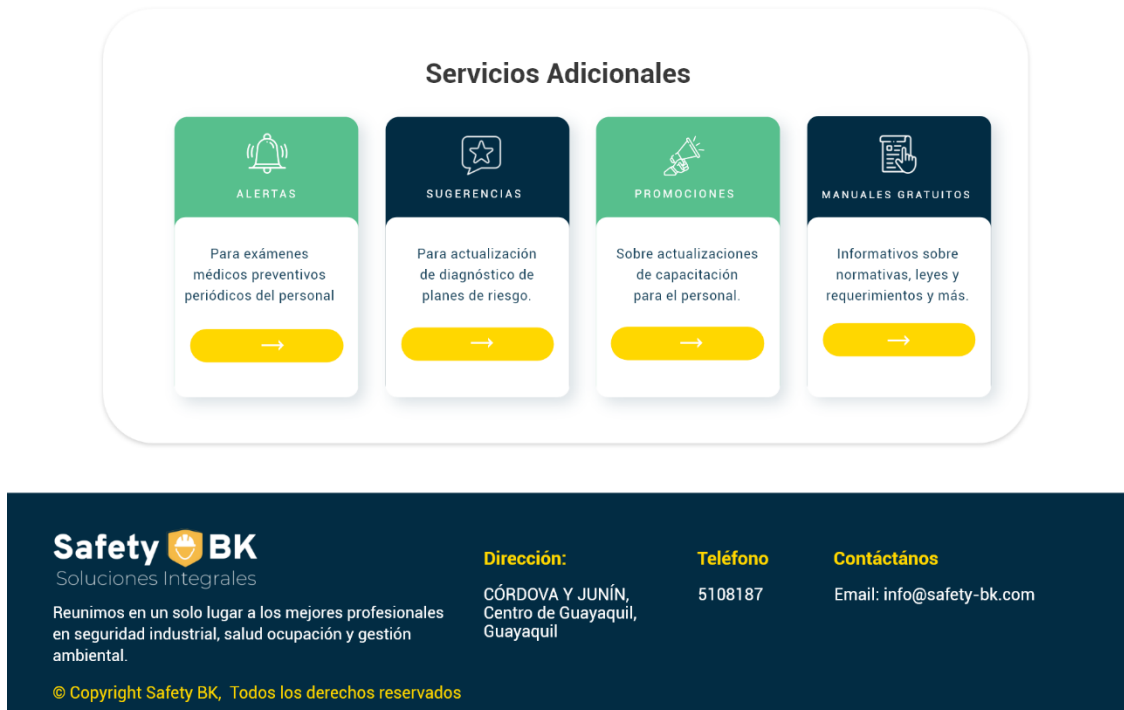 Servicios Adicionales
ALERTAS
Para exámenes
médicos preventivos
periódicos del personal
SUGERENCIAS
Para actualización
de diagnóstico de
planes de riesgo.
PROMOCIONES
Sobre actualizaciones
de capacitación
para el personal.
MANUALES GRATUITOS
Informativos sobre
normativas, leyes y
requerimientos y más.
Safety BK
Soluciones Integrales
Reunimos en un solo lugar a los mejores profesionales
en seguridad industrial, salud ocupación y gestión
ambiental.
© Copyright Safety BK, Todos los derechos reservados
Dirección:
CÓRDOVA Y JUNÍN,
Centro de Guayaquil,
Guayaquil
Teléfono
5108187
Contáctános
Email: info@safety-bk.com